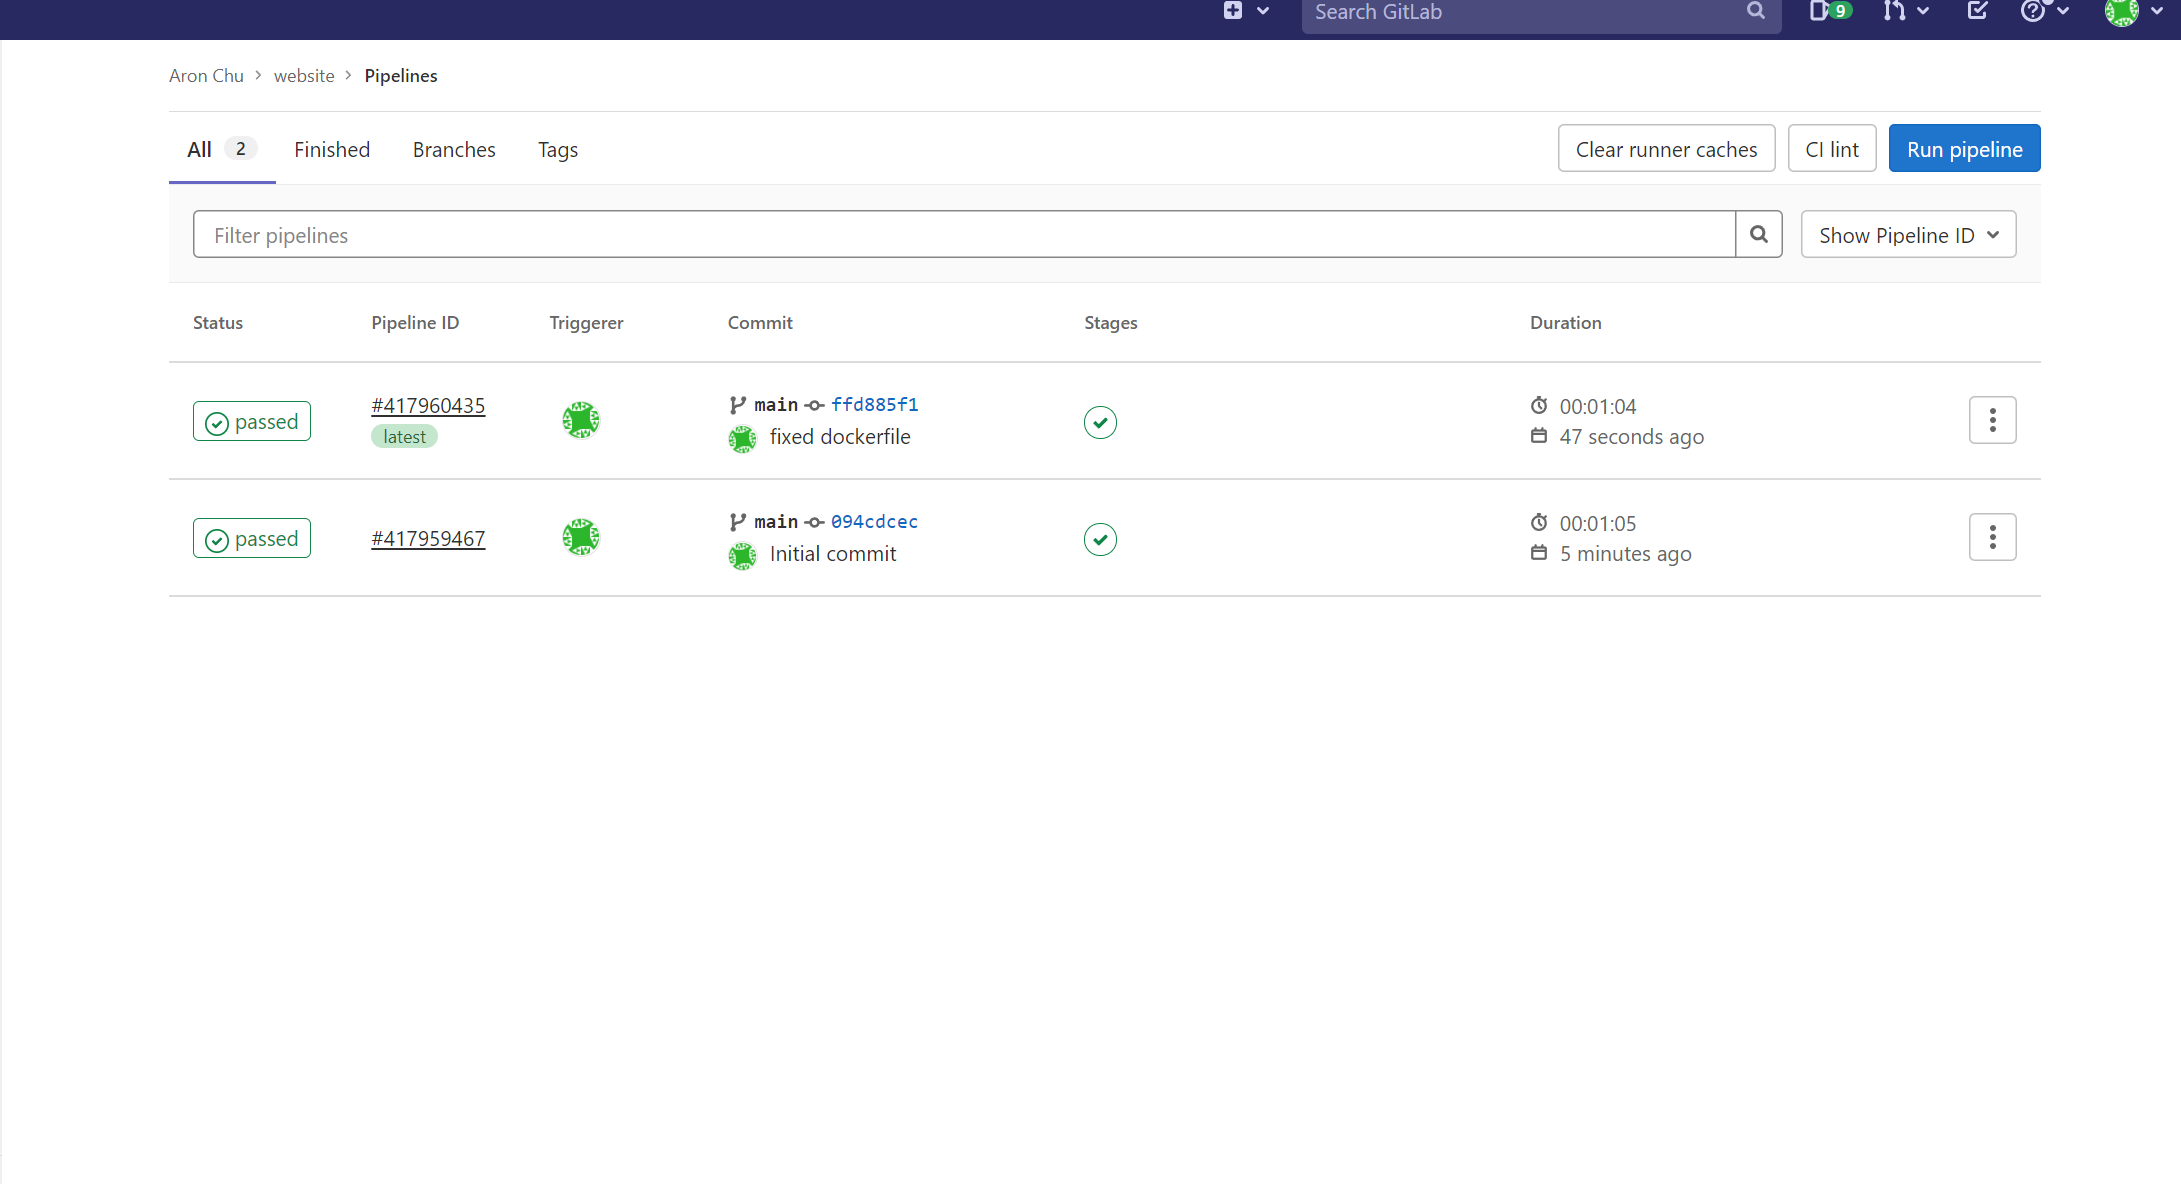 Search GitLab
9
Aron Chu > website > Pipelines
All 2 Finished Branches Tags Clear runner caches CI lint Run pipeline
Filter pipelines Show Pipeline ID
Status Pipeline ID Triggerer Commit Stages Duration
passed #417960435 main ffd885f1 00:01:04
latest fixed dockerfile 47 seconds ago
passed #417959467 main 094cdcec 00:01:05
Initial commit 5 minutes ago